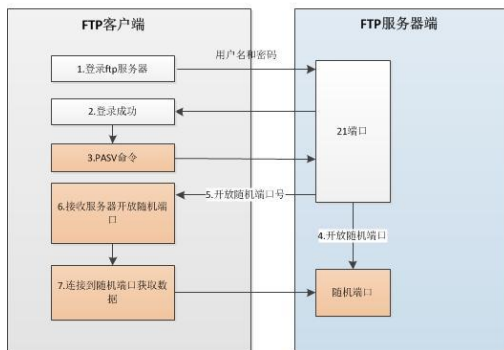 FTP客户端
FTP服务器端
用户名和密码
1.登录ftp服务器
2.登录成功
21端口
3.PASV命令
5.开放随机端口号
6.接收服务器开放随机端
口
4.开放随机端口
7.连接到随机端口获取数
据
随机端口